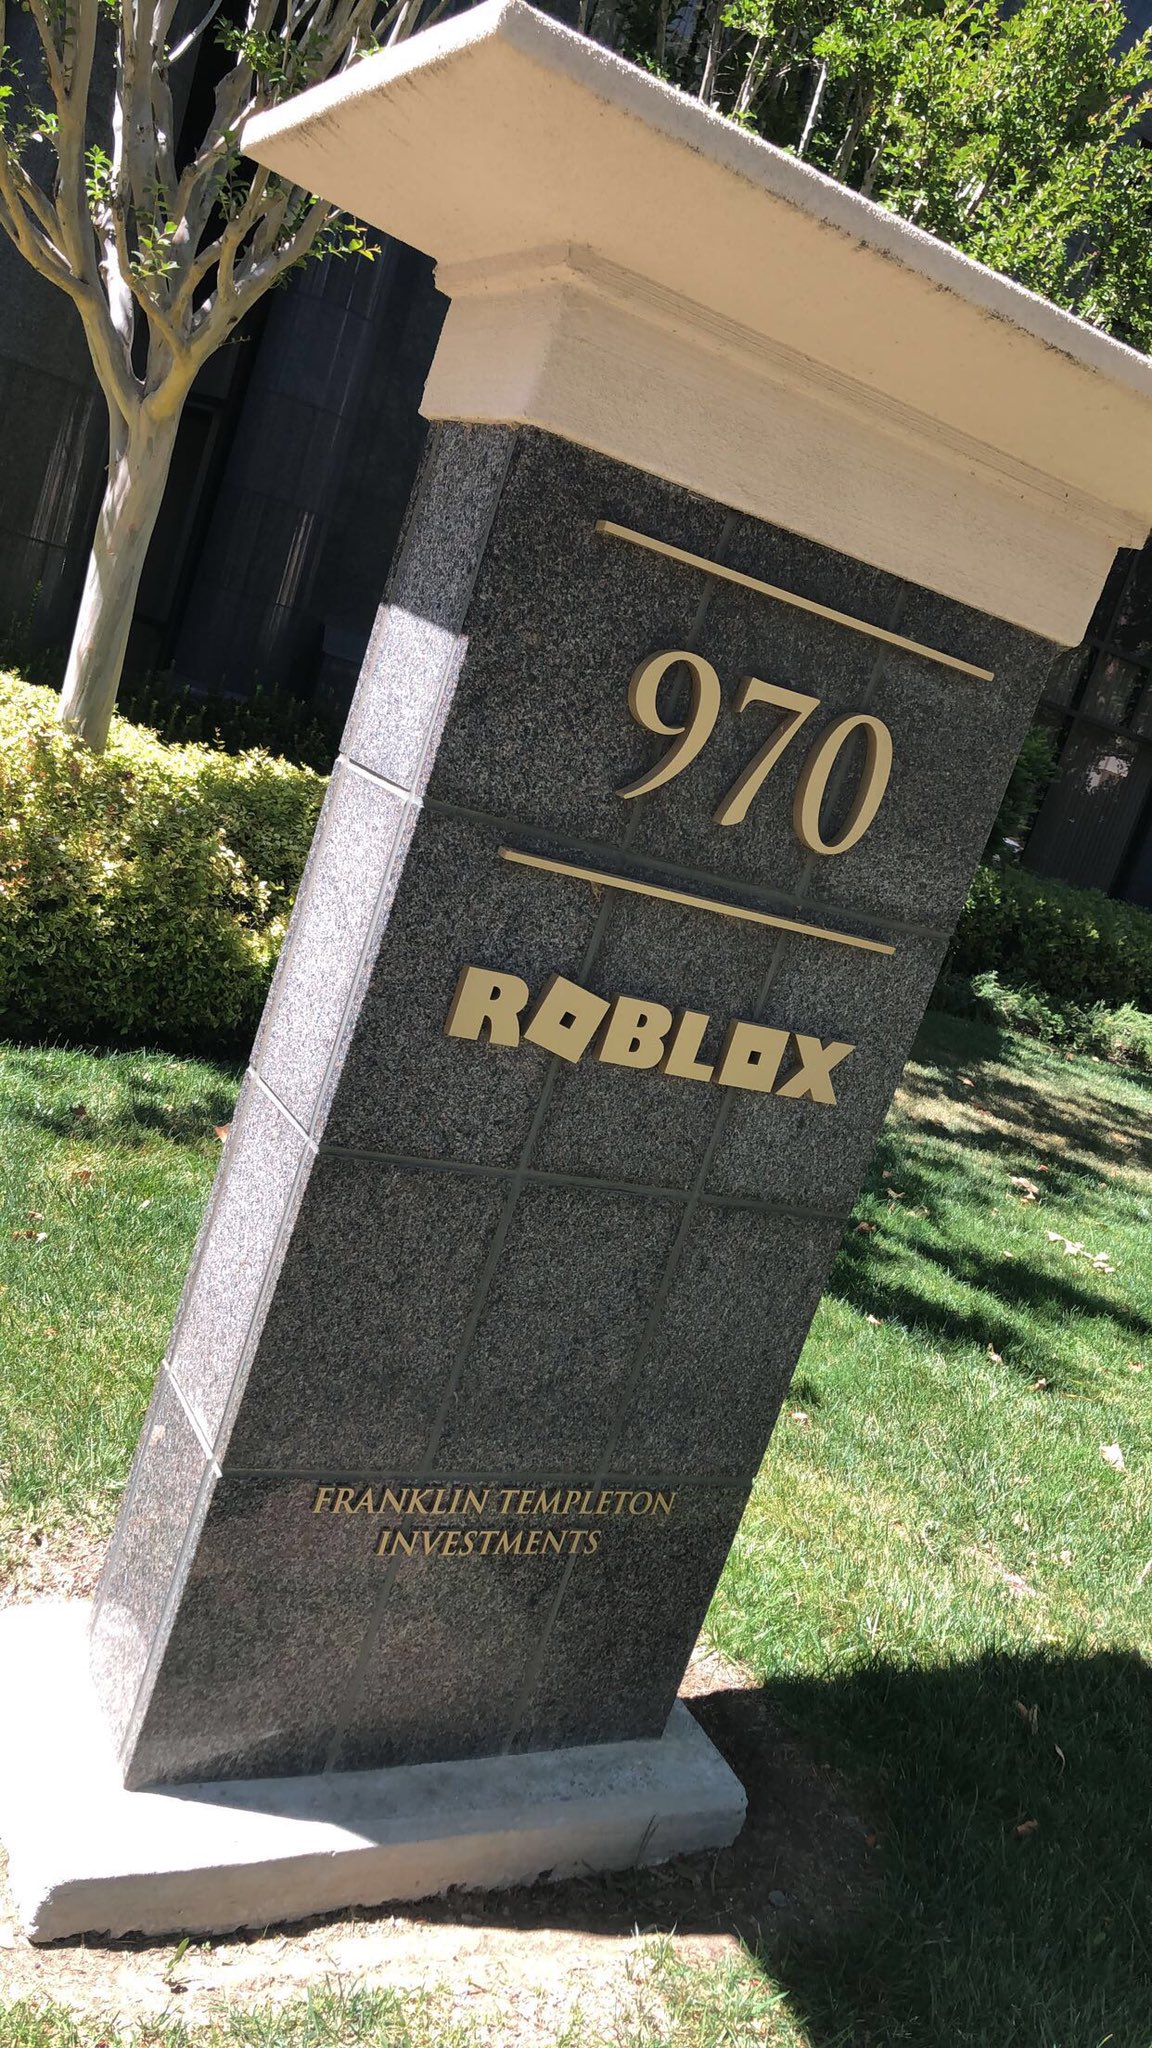 970
ROBLOX
FRANKLIN TEMPLETON
INVESTMENTS